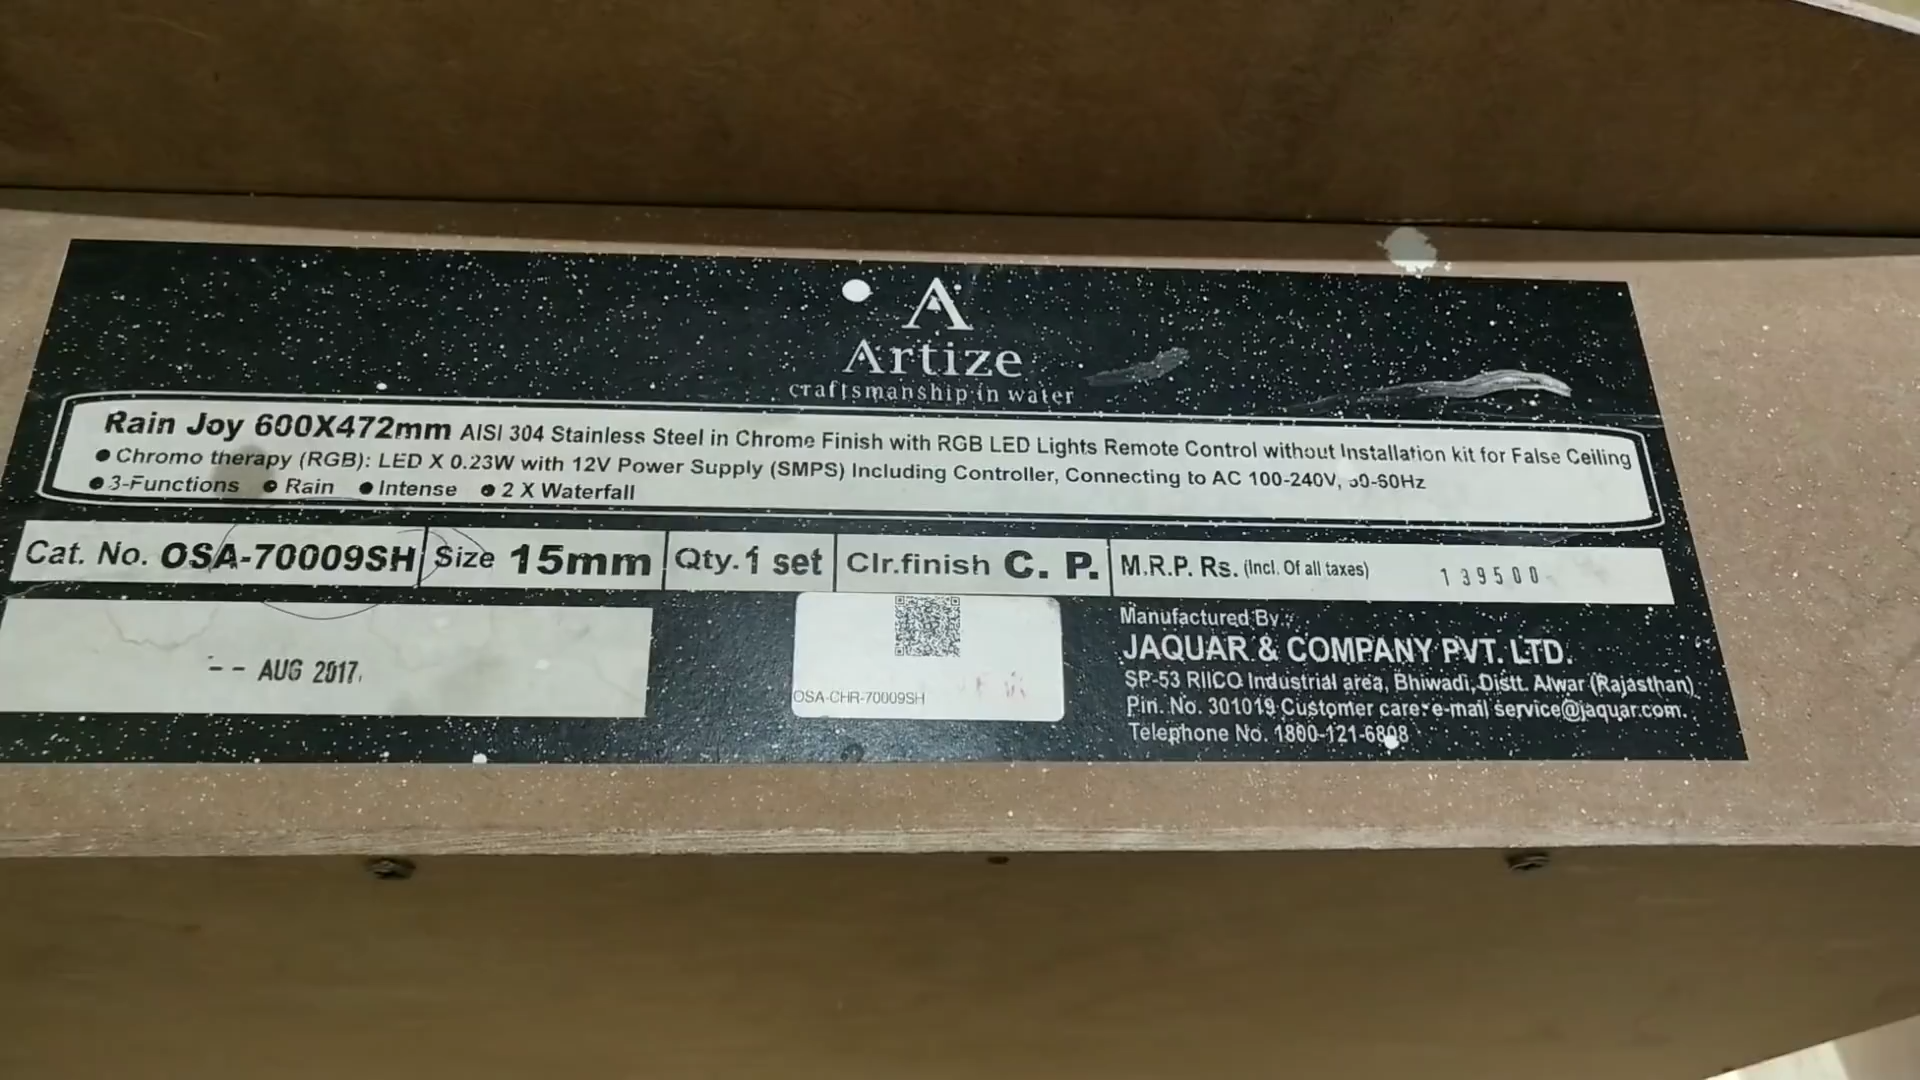 A
Artize
craftsmanship in water
Rain Joy 600X472mm AISI 304 Stainless Steel in Chrome Finish with RGB LED Lights Remote Control without Installation kit for False Ceiling
● Chromo therapy (RGB): LED X 0.23W with 12V Power Supply (SMPS) Including Controller, Connecting to AC 100-240V, 50-60Hz
● 3-Functions ● Rain ● Intense ● 2 X Waterfall
Cat. No. OSA-70009SH Size 15mm Qty. 1 set Clr.finish C. P. M.R.P. Rs. (Incl. Of all taxes) 139500
-- AUG 2017
OSA-CHR-70009SH
Manufactured By :
JAQUAR & COMPANY PVT. LTD.
SP-53 RIICO Industrial area, Bhiwadi, Distt. Alwar (Rajasthan)
Pin. No. 301019 Customer care: e-mail service@jaquar.com.
Telephone No. 1800-121-6808